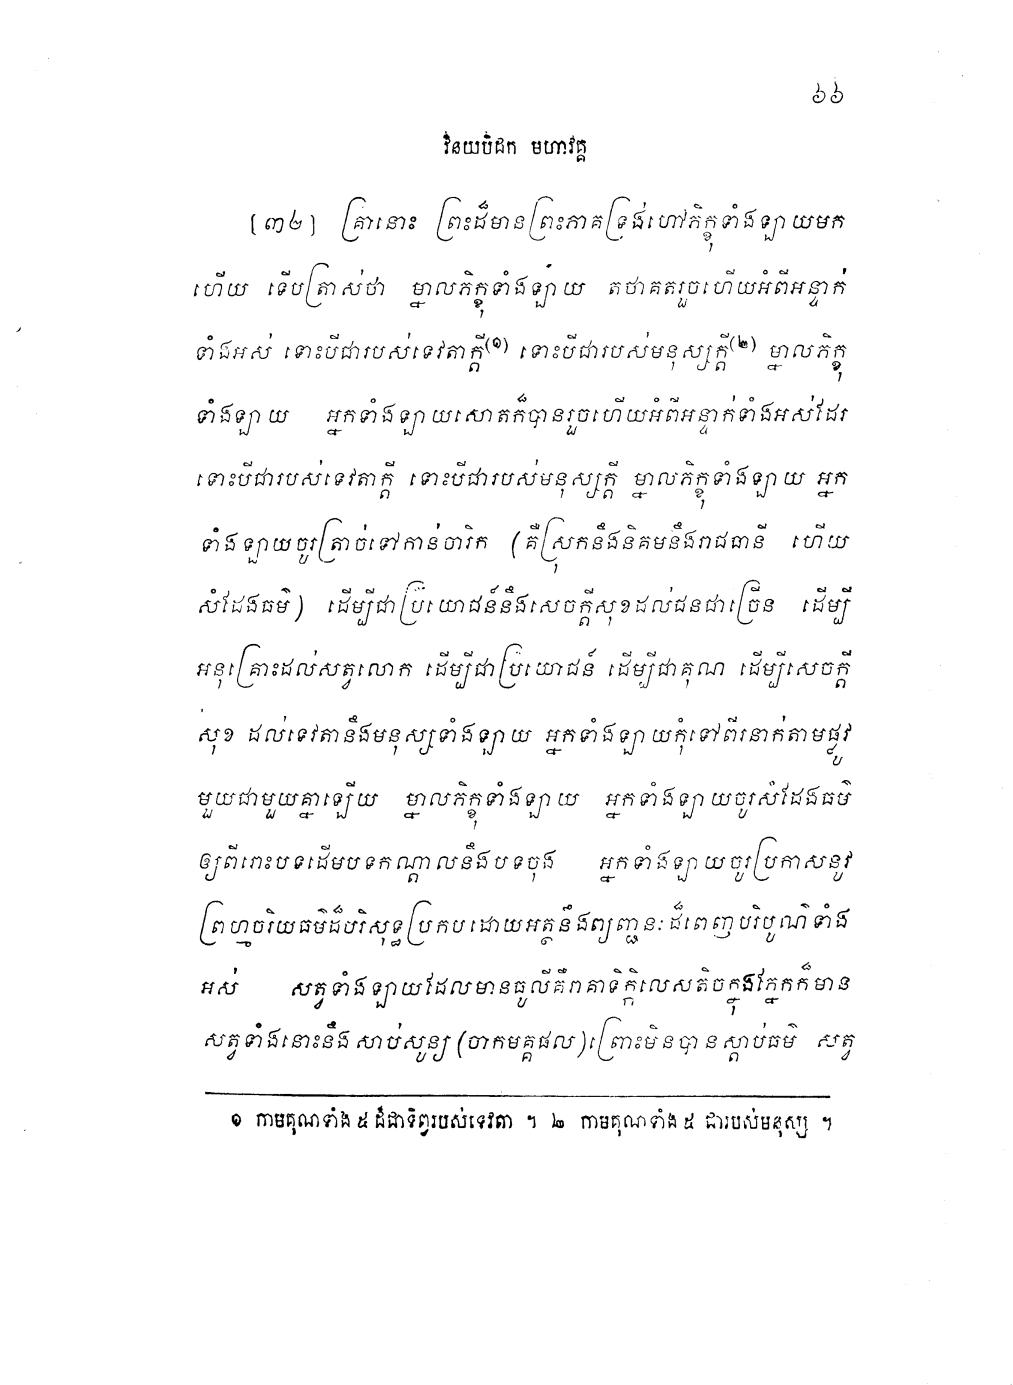 ៦៦
វិនយបិដក មហាវគ្គ
[៣២] គ្រានោះ ព្រះដ៏មានព្រះភាគទ្រង់ហៅភិក្ខុទាំងឡាយមក
ហើយ ទើបត្រាស់ថា ម្នាលភិក្ខុទាំងឡាយ តថាគតរួចហើយអំពីអន្ទាក់
ទាំងអស់ ទោះបីជារបស់ទេវតាក្តី(១) ទោះបីជារបស់មនុស្សក្តី(២) ម្នាលភិក្ខុ
ទាំងឡាយ អ្នកទាំងឡាយសោតក៏បានរួចហើយអំពីអន្ទាក់ទាំងអស់ដែរ
ទោះបីជារបស់ទេវតាក្តី ទោះបីជារបស់មនុស្សក្តី ម្នាលភិក្ខុទាំងឡាយ អ្នក
ទាំងឡាយចូរត្រាច់ទៅកាន់ចារិក (គឺស្រុកនឹងនិគមនឹងរាជធានី ហើយ
សំដែងធម៌) ដើម្បីជាប្រយោជន៍នឹងសេចក្តីសុខដល់ជនជាច្រើន ដើម្បី
អនុគ្រោះដល់សត្វលោក ដើម្បីជាប្រយោជន៍ ដើម្បីជាគុណ ដើម្បីសេចក្តី
សុខ ដល់ទេវតានឹងមនុស្សទាំងឡាយ អ្នកទាំងឡាយកុំទៅពីរនាក់តាមផ្លូវ
មួយជាមួយគ្នាឡើយ ម្នាលភិក្ខុទាំងឡាយ អ្នកទាំងឡាយចូរសំដែងធម៌
ឲ្យពីរោះបទដើមបទកណ្តាលនឹងបទចុង អ្នកទាំងឡាយចូរប្រកាសនូវ
ព្រហ្មចរិយធម៌ដ៏បរិសុទ្ធប្រកបដោយអត្ថនឹងព្យញ្ជនៈដ៏ពេញបរិបូណ៌ទាំង
អស់ សត្វទាំងឡាយដែលមានធូលីគឺរាគាទិក្កិលេសតិចក្នុងភ្នែកក៏មាន
សត្វទាំងនោះនឹងសាប់សូន្យ (ចាកមគ្គផល) ព្រោះមិនបានស្តាប់ធម៌ សត្វ
១ កាមគុណទាំង ៥ ដ៏ជាទិព្វរបស់ទេវតា ។ ២ កាមគុណទាំង ៥ ជារបស់មនុស្ស ។